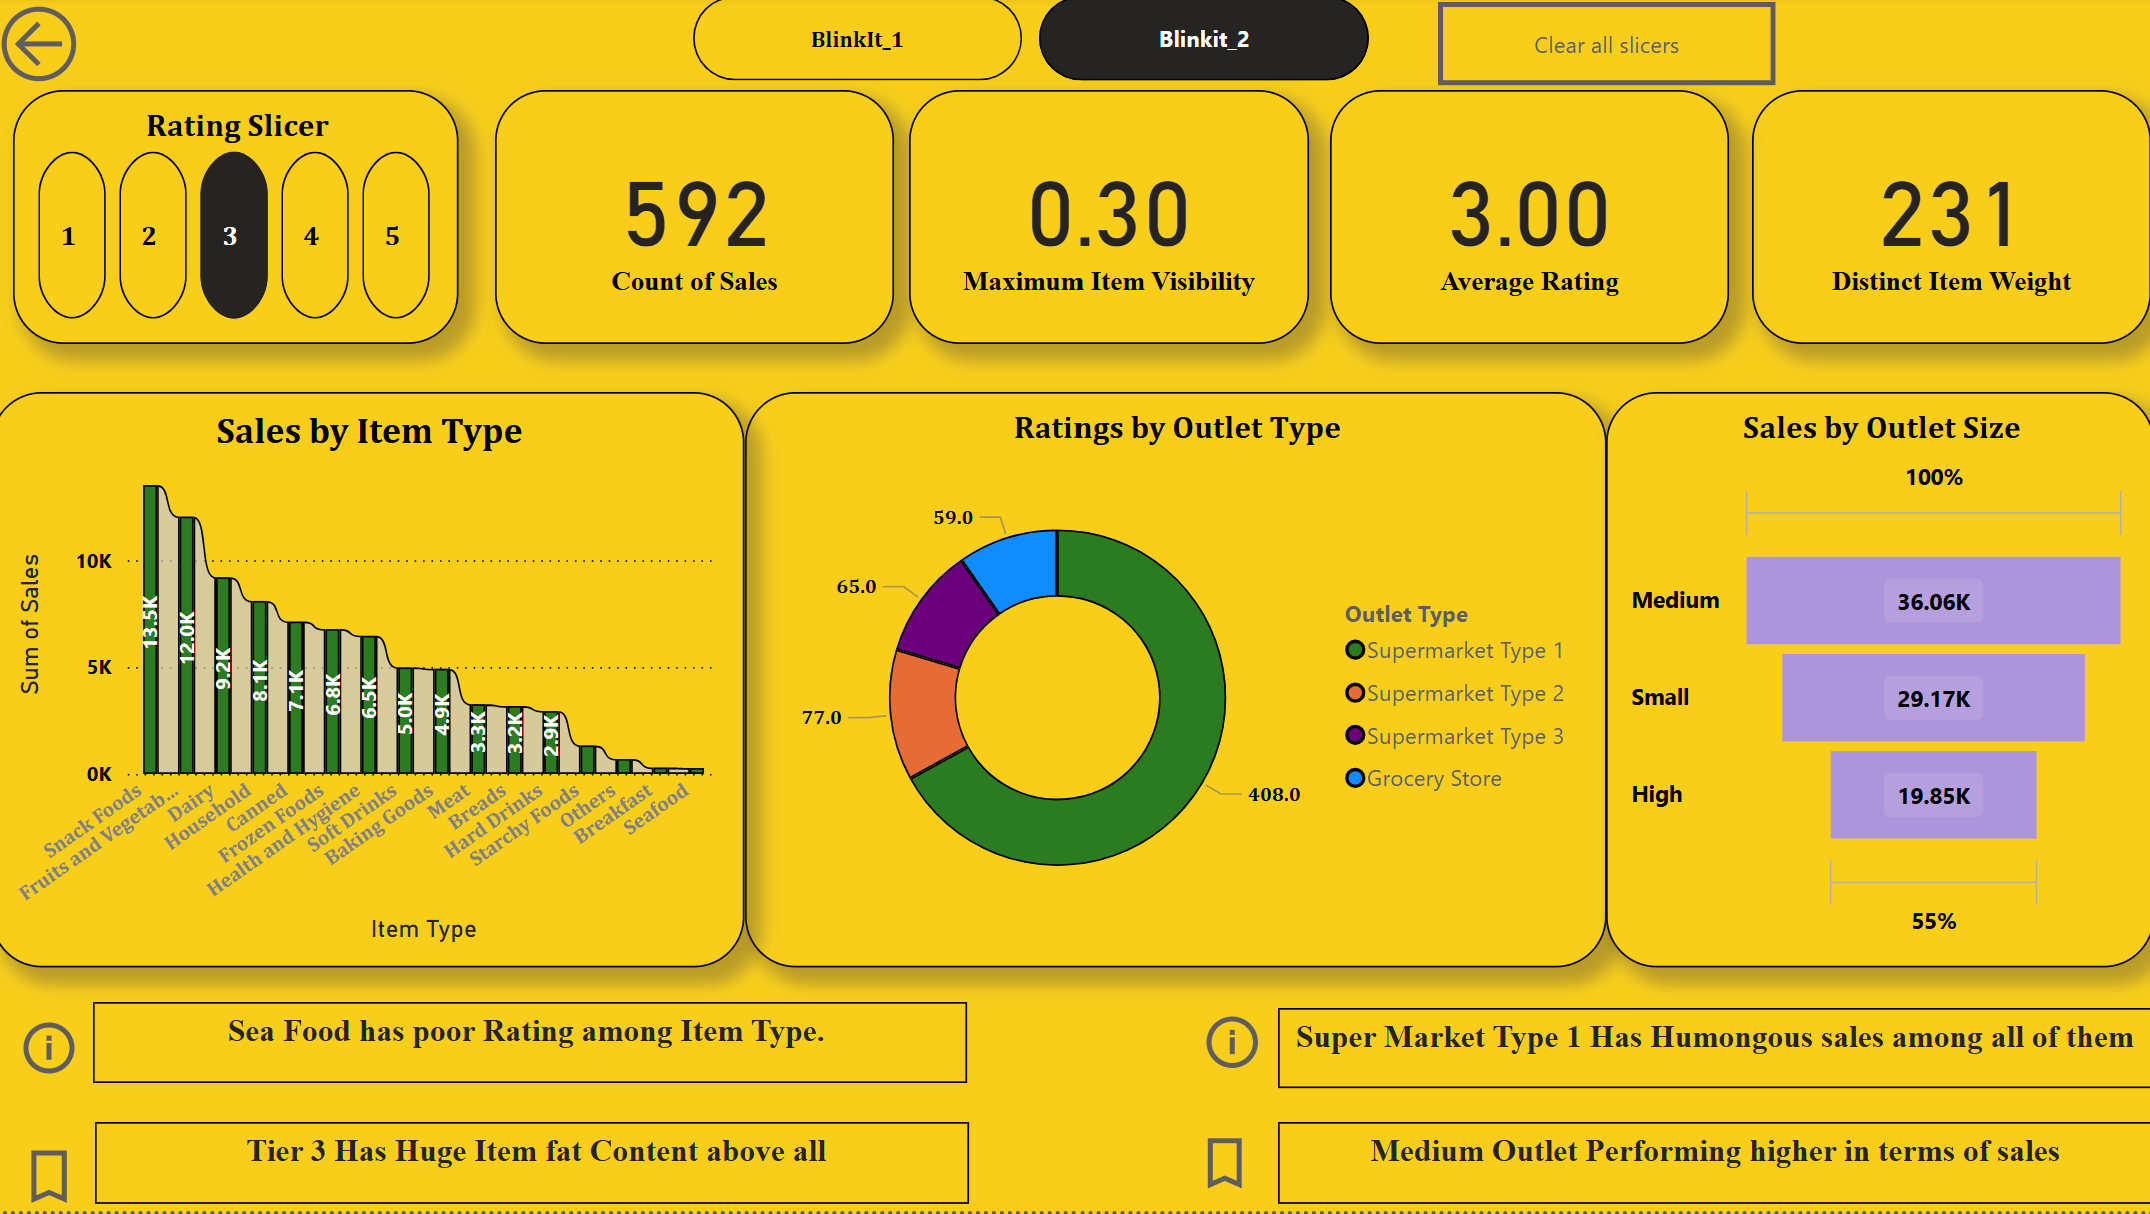 BlinkIt_1
Blinkit_2
Clear all slicers
Rating Slicer
1
2
3
4
5
592
Count of Sales
0.30
Maximum Item Visibility
3.00
Average Rating
231
Distinct Item Weight
Sales by Item Type
Sum of Sales
10K
5K
0K
13.5K
12.0K
9.2K
8.1K
7.1K
6.8K
6.5K
5.0K
4.9K
3.3K
3.2K
2.9K
Snack Foods
Fruits and Vegetab...
Dairy
Household
Canned
Frozen Foods
Health and Hygiene
Soft Drinks
Baking Goods
Meat
Breads
Hard Drinks
Starchy Foods
Others
Breakfast
Seafood
Item Type
Ratings by Outlet Type
59.0
65.0
77.0
408.0
Outlet Type
Supermarket Type 1
Supermarket Type 2
Supermarket Type 3
Grocery Store
Sales by Outlet Size
100%
Medium
36.06K
Small
29.17K
High
19.85K
55%
Sea Food has poor Rating among Item Type.
Super Market Type 1 Has Humongous sales among all of them
Tier 3 Has Huge Item fat Content above all
Medium Outlet Performing higher in terms of sales